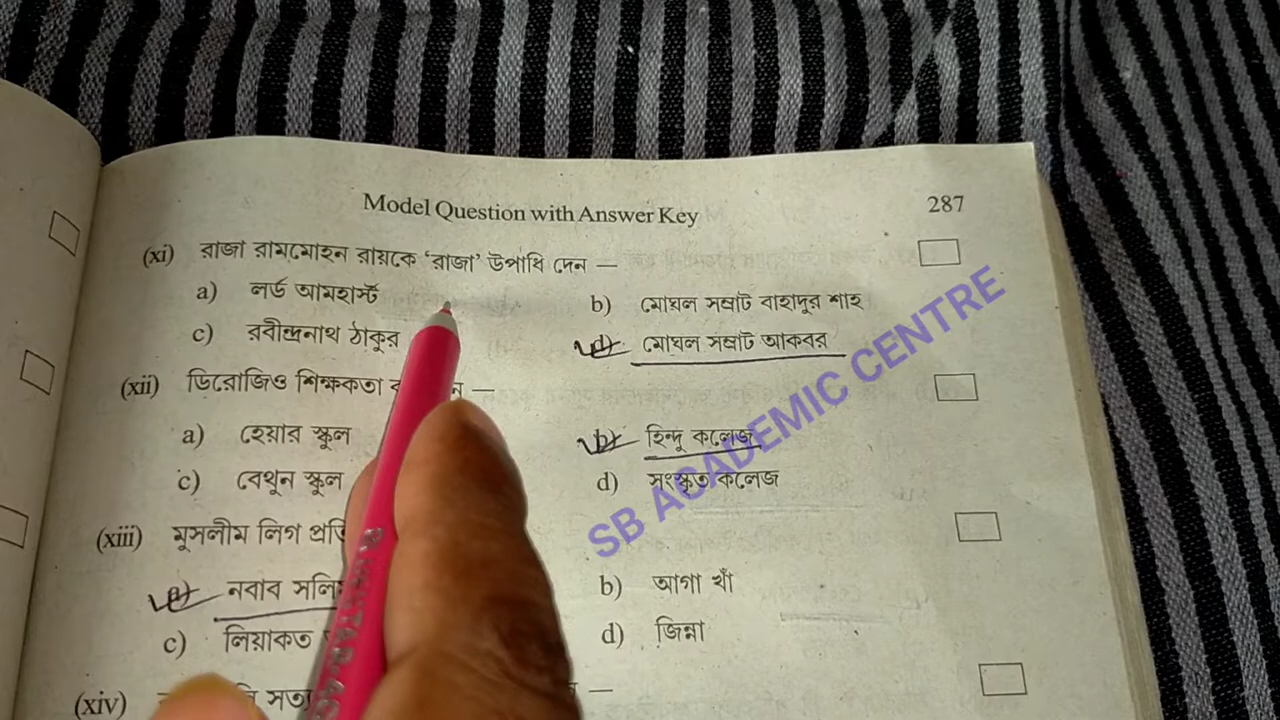 Model Question with Answer Key 287
(xi) রাজা রামমোহন রায়কে ‘রাজা’ উপাধি দেন —
a) লর্ড আমহার্স্ট b) মোঘল সম্রাট বাহাদুর শাহ
c) রবীন্দ্রনাথ ঠাকুর d) মোঘল সম্রাট আকবর
(xii) ডিরোজিও শিক্ষকতা —
a) হেয়ার স্কুল b) হিন্দু কলেজ
c) বেথুন স্কুল d) সংস্কৃত কলেজ
(xiii) মুসলীম লিগ
a) নবাব b) আগা খাঁ
c) লিয়াকত d) জিন্না
(xiv) —
SB ACADEMIC CENTRE